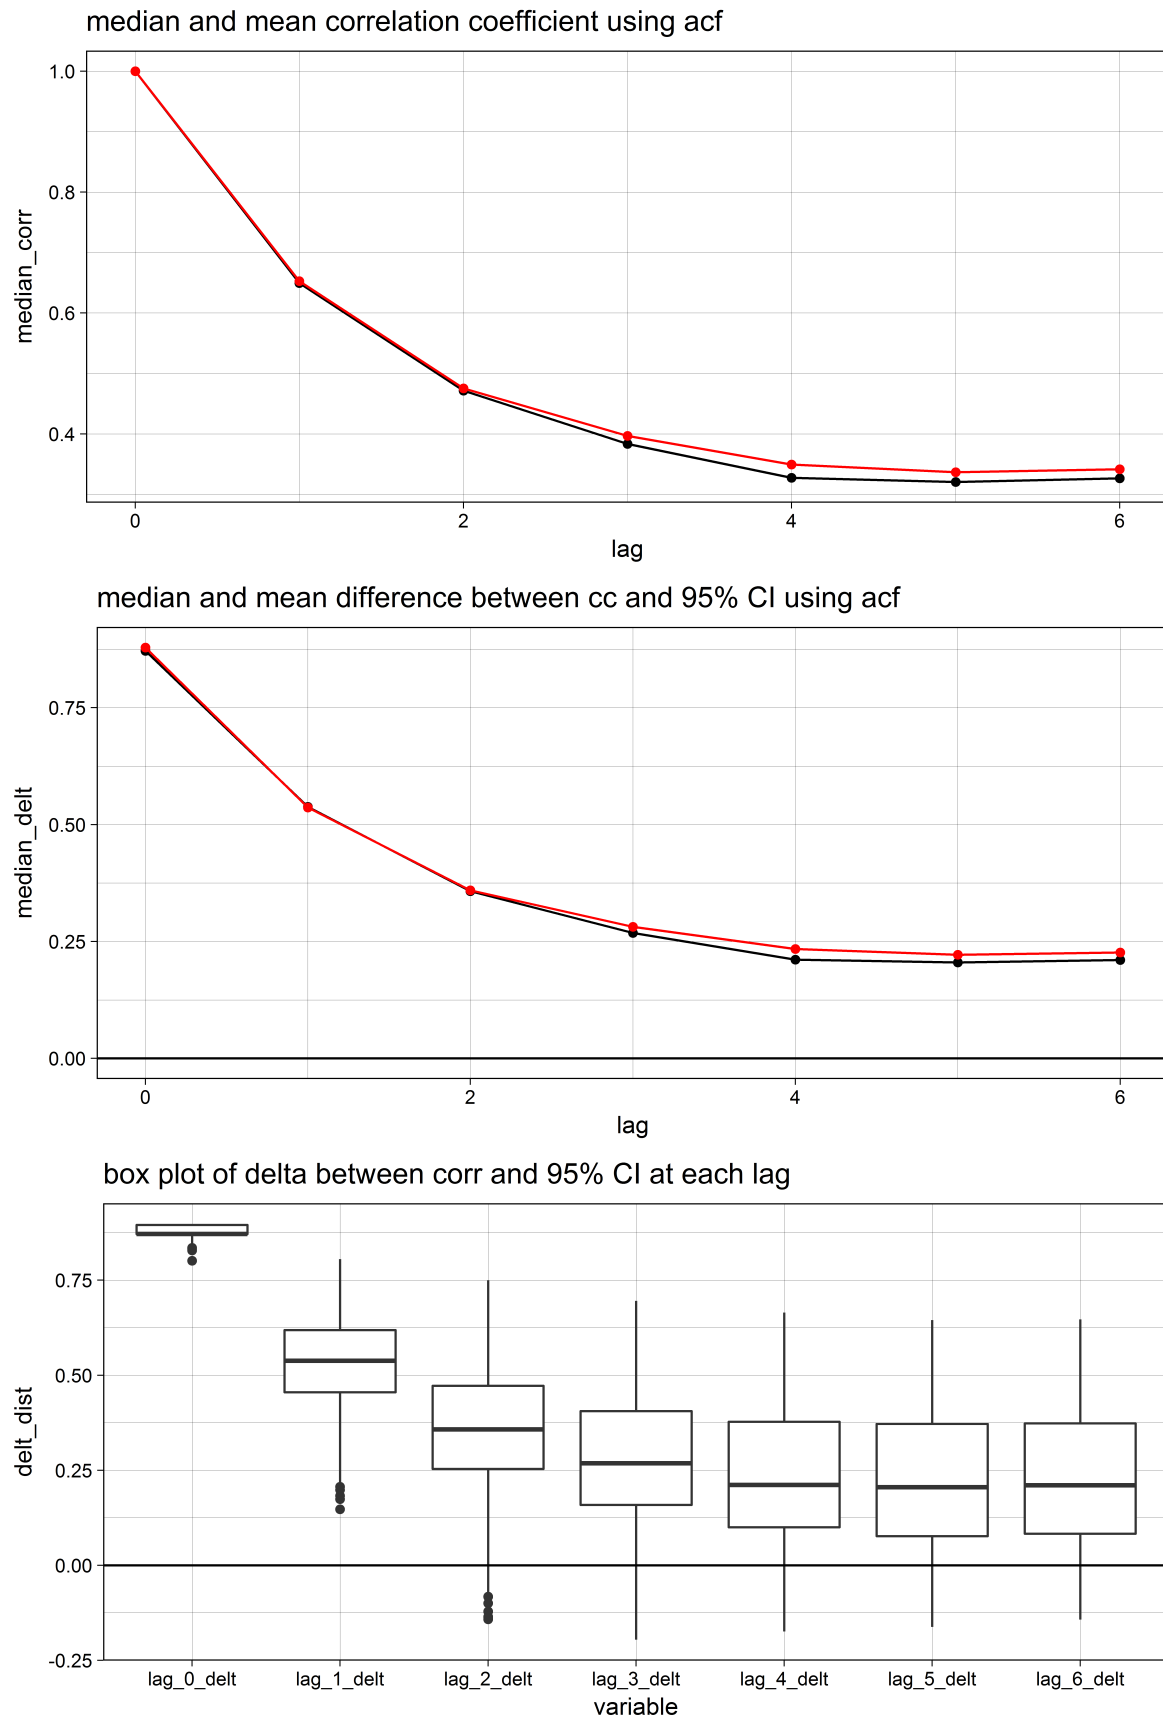 median and mean correlation coefficient using acf
1.0
0.8
0.6
0.4
median_corr
0 2 4 6
lag
median and mean difference between cc and 95% CI using acf
0.75
0.50
0.25
0.00
median_delt
0 2 4 6
lag
box plot of delta between corr and 95% CI at each lag
0.75
0.50
0.25
0.00
-0.25
delt_dist
lag_0_delt lag_1_delt lag_2_delt lag_3_delt lag_4_delt lag_5_delt lag_6_delt
variable